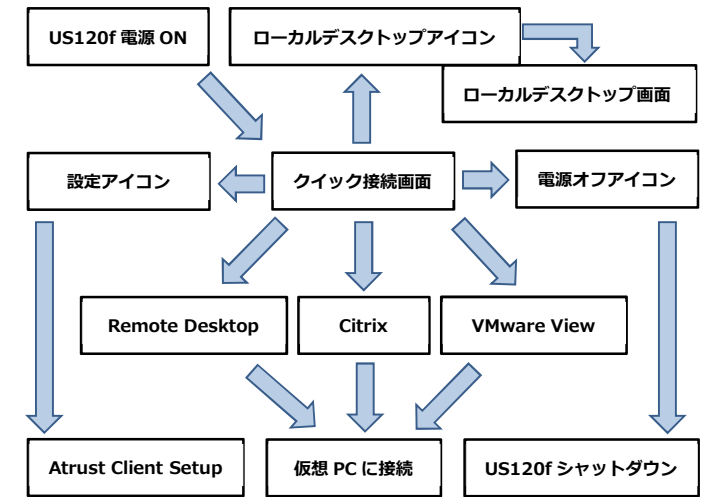 US120f 電源 ON
ローカルデスクトップアイコン
ローカルデスクトップ画面
設定アイコン
クイック接続画面
電源オフアイコン
Remote Desktop
Citrix
VMware View
Atrust Client Setup
仮想 PC に接続
US120f シャットダウン